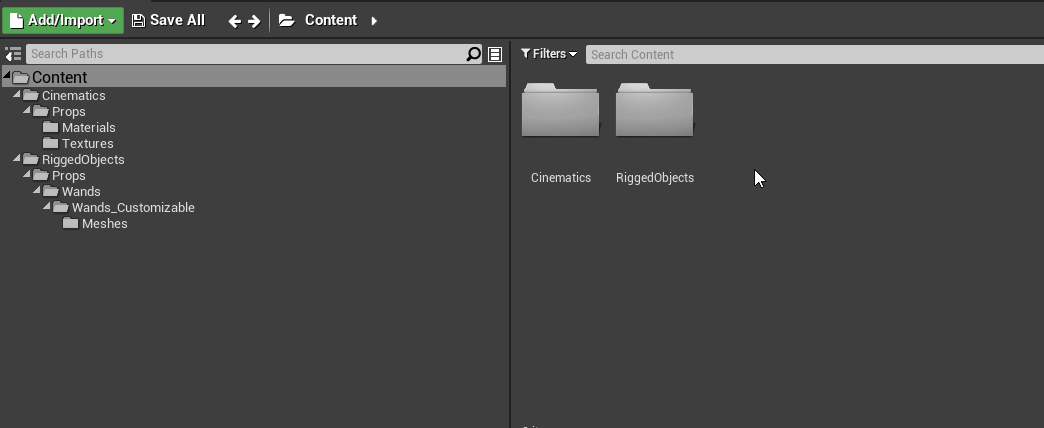 Add/Import Save All Content
Search Paths
Filters Search Content
Content
Cinematics
Props
Materials
Textures
RiggedObjects
Props
Wands
Wands_Customizable
Meshes
Cinematics RiggedObjects